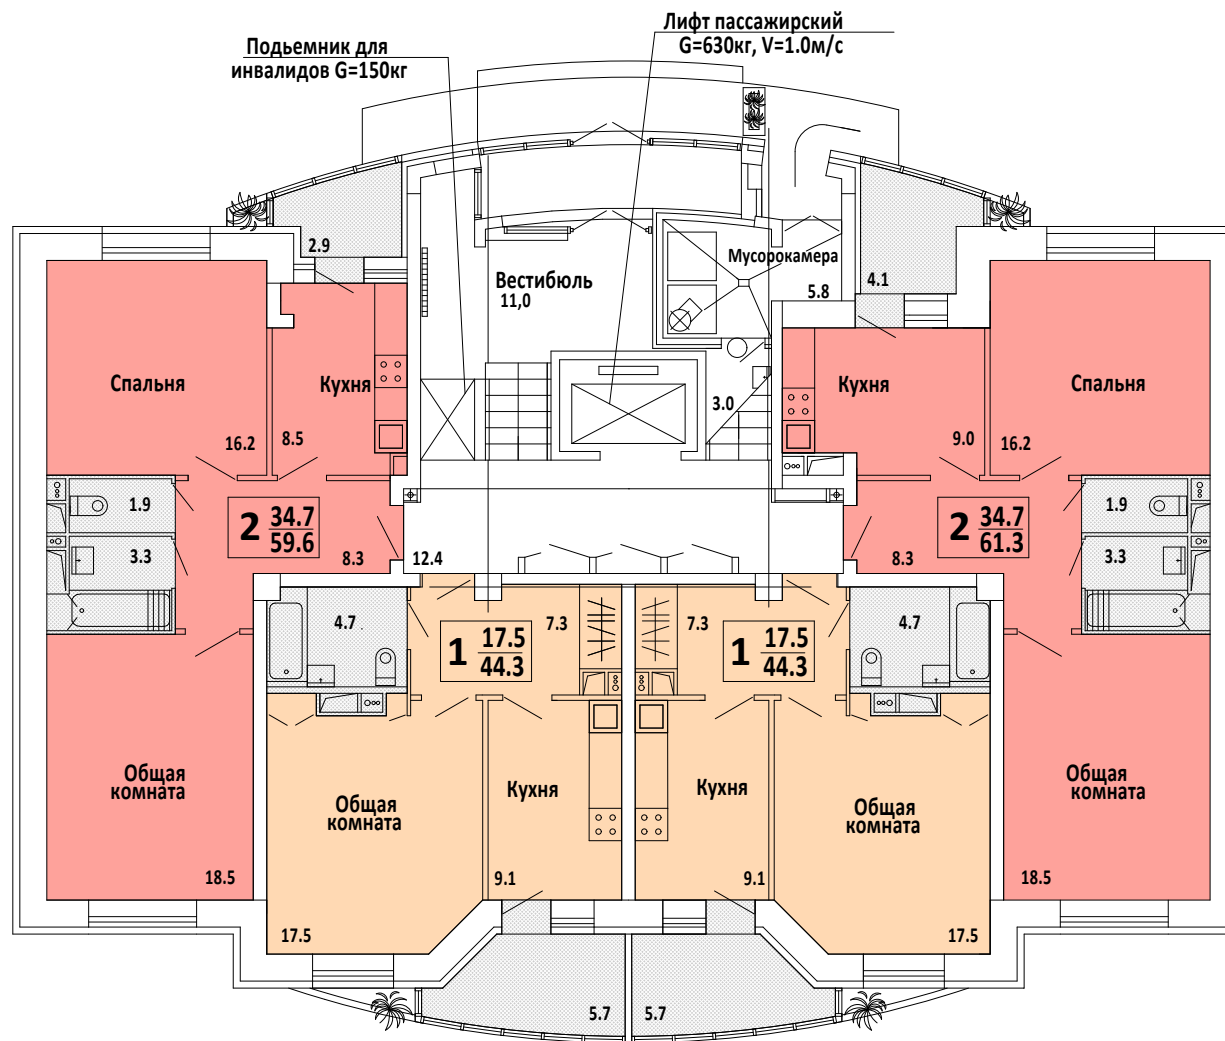 Лифт пассажирский
G=630кг, V=1.0м/с
Подьемник для
инвалидов G=150кг
2.9
Вестибюль
11,0
Мусорокамера
5.8
4.1
Спальня
16.2
Кухня
8.5
3.0
Кухня
9.0
Спальня
16.2
1.9
3.3
2 34.7
59.6
8.3
12.4
2 34.7
61.3
8.3
1.9
3.3
4.7
7.3
1 17.5
44.3
7.3
1 17.5
44.3
4.7
Общая
комната
18.5
Общая
комната
17.5
Кухня
9.1
Кухня
9.1
Общая
комната
17.5
Общая
комната
18.5
5.7
5.7